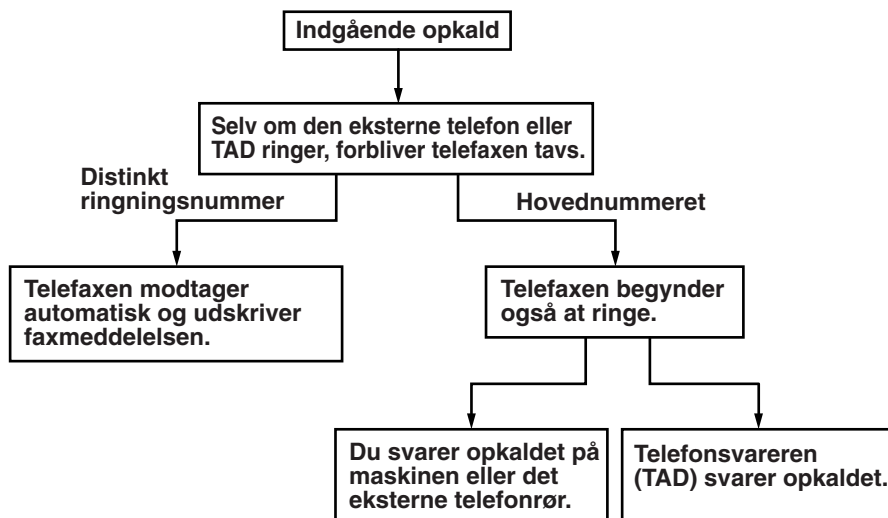 Indgående opkald
Selv om den eksterne telefon eller
TAD ringer, forbliver telefaxen tavs.
Distinkt
ringningsnummer
Hovednummeret
Telefaxen modtager
automatisk og udskriver
faxmeddelelsen.
Telefaxen begynder
også at ringe.
Du svarer opkaldet på
maskinen eller det
eksterne telefonrør.
Telefonsvareren
(TAD) svarer opkaldet.